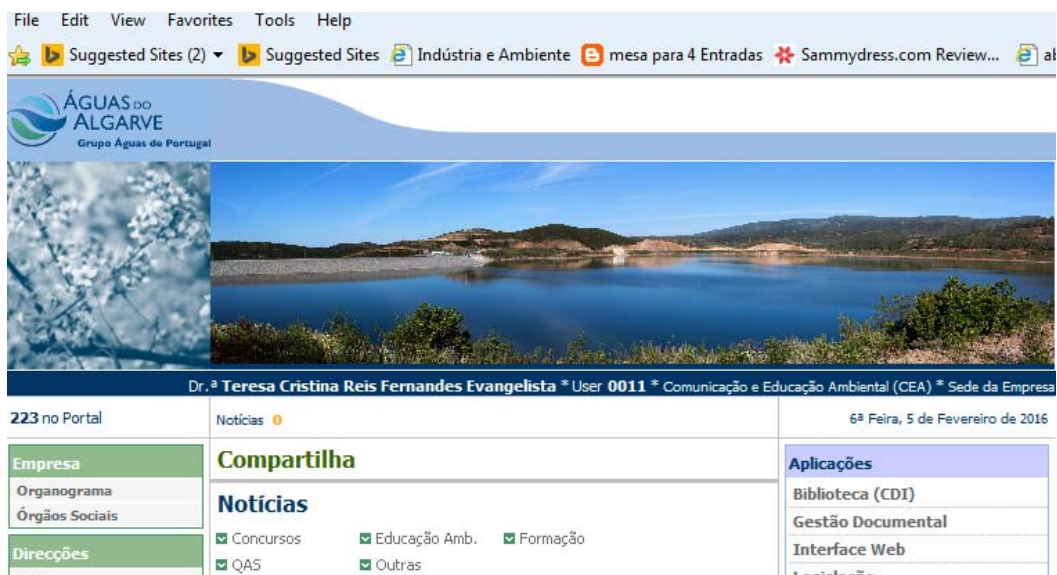 File Edit View Favorites Tools Help
Suggested Sites (2) Suggested Sites Indústria e Ambiente mesa para 4 Entradas Sammydress.com Review...
ÁGUAS DO
ALGARVE
Grupo Águas de Portugal
Dr.ª Teresa Cristina Reis Fernandes Evangelista * User 0011 * Comunicação e Educação Ambiental (CEA) * Sede da Empresa
223 no Portal Notícias 0 6ª Feira, 5 de Fevereiro de 2016
Empresa
Organograma
Órgãos Sociais
Direcções
Compartilha
Notícias
Concursos Educação Amb. Formação
QAS Outras
Aplicações
Biblioteca (CDI)
Gestão Documental
Interface Web